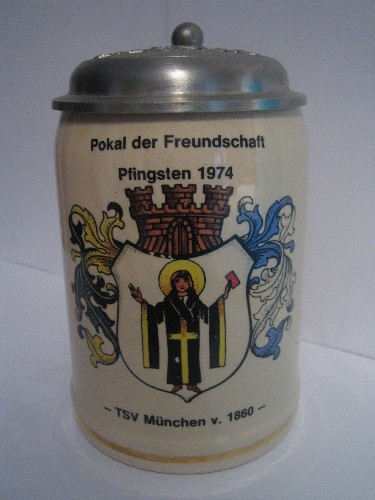 Pokal der Freundschaft
Pfingsten 1974
– TSV München v. 1860 –